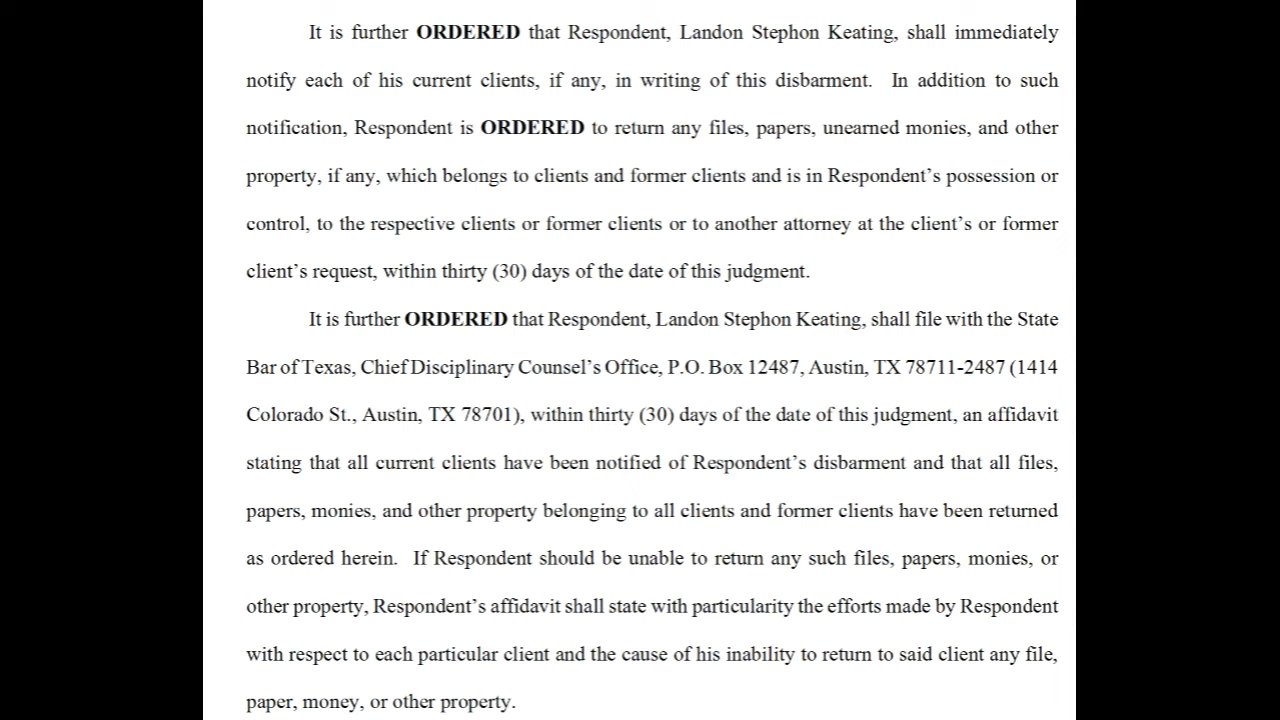 It is further ORDERED that Respondent, Landon Stephon Keating, shall immediately
notify each of his current clients, if any, in writing of this disbarment. In addition to such
notification, Respondent is ORDERED to return any files, papers, unearned monies, and other
property, if any, which belongs to clients and former clients and is in Respondent's possession or
control, to the respective clients or former clients or to another attorney at the client's or former
client's request, within thirty (30) days of the date of this judgment.
It is further ORDERED that Respondent, Landon Stephon Keating, shall file with the State
Bar of Texas, Chief Disciplinary Counsel's Office, P.O. Box 12487, Austin, TX 78711-2487 (1414
Colorado St., Austin, TX 78701), within thirty (30) days of the date of this judgment, an affidavit
stating that all current clients have been notified of Respondent's disbarment and that all files,
papers, monies, and other property belonging to all clients and former clients have been returned
as ordered herein. If Respondent should be unable to return any such files, papers, monies, or
other property, Respondent's affidavit shall state with particularity the efforts made by Respondent
with respect to each particular client and the cause of his inability to return to said client any file,
paper, money, or other property.